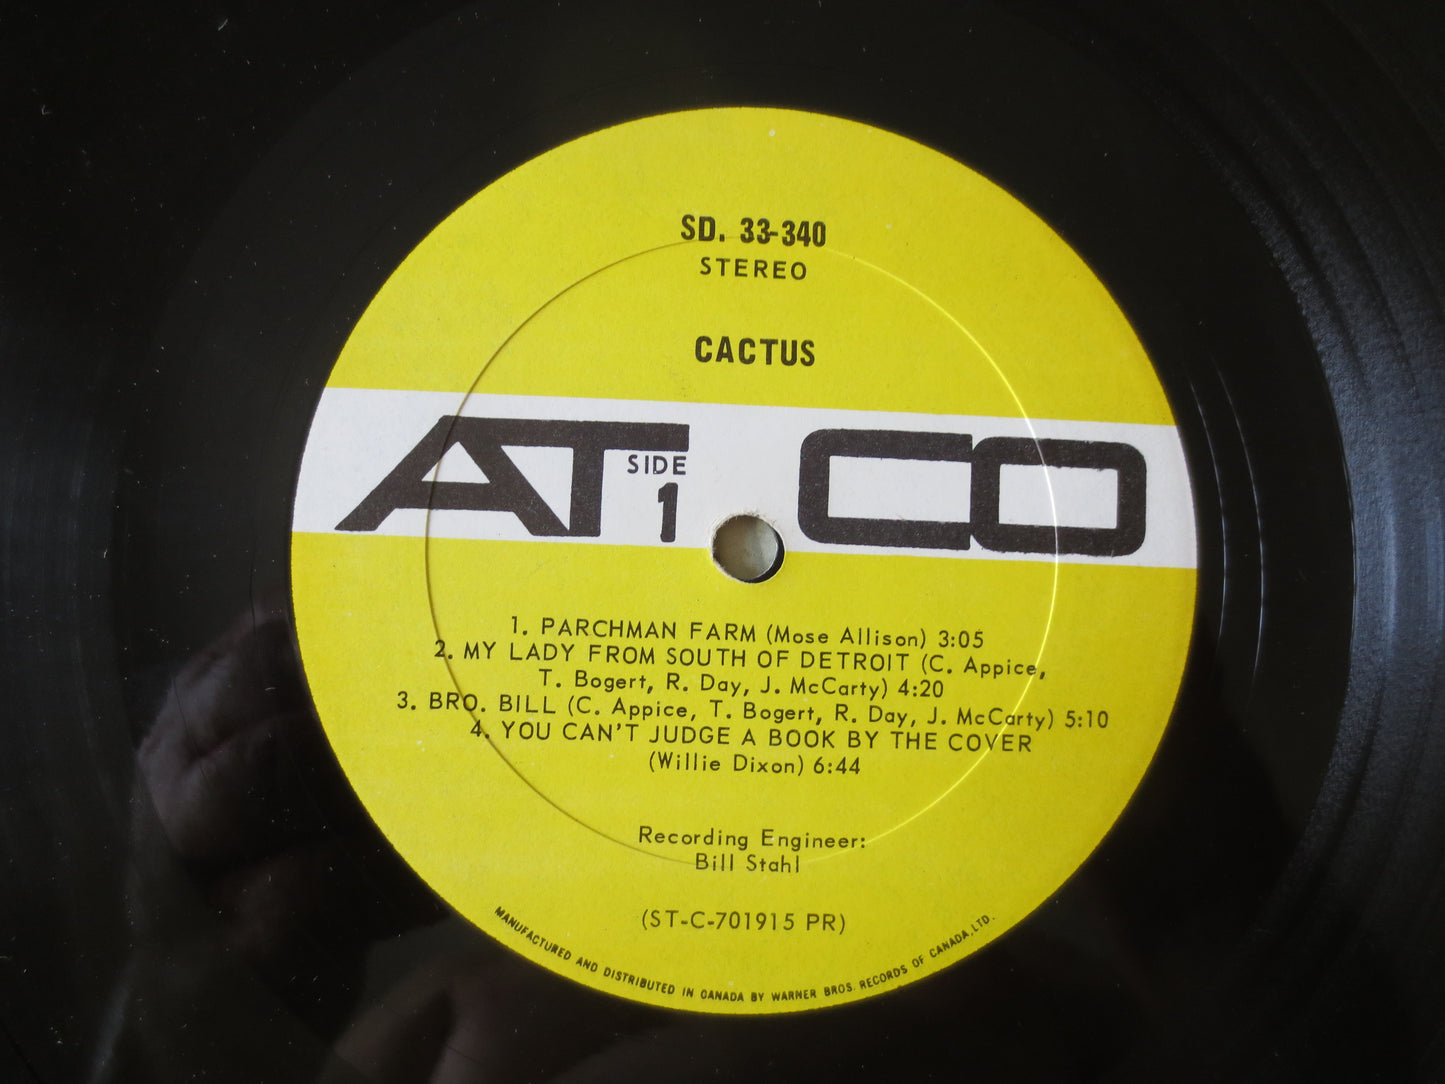 SD. 33-340
STEREO
CACTUS
ATCO
SIDE
1
1. PARCHMAN FARM (Mose Allison) 3:05
2. MY LADY FROM SOUTH OF DETROIT (C. Appice,
T. Bogert, R. Day, J. McCarty) 4:20
3. BRO. BILL (C. Appice, T. Bogert, R. Day, J. McCarty) 5:10
4. YOU CAN'T JUDGE A BOOK BY THE COVER
(Willie Dixon) 6:44
Recording Engineer:
Bill Stahl
(ST-C-701915 PR)
MANUFACTURED AND DISTRIBUTED IN CANADA BY WARNER BROS. RECORDS OF CANADA, LTD.